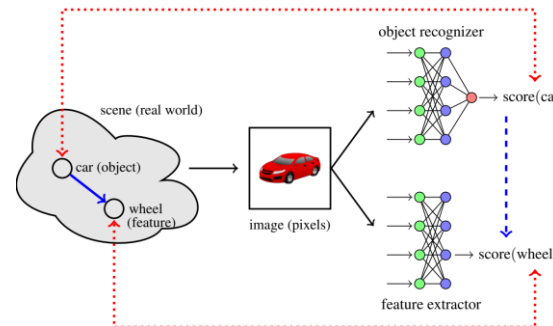 object recognizer
scene (real world)
score(ca
car (object)
wheel
(feature)
image (pixels)
score(wheel
feature extractor